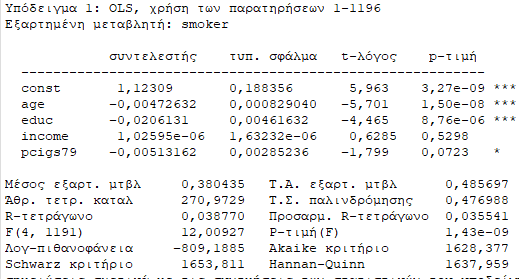 Υπόδειγμα 1: OLS, χρήση των παρατηρήσεων 1-1196
Εξαρτημένη μεταβλητή: smoker
συντελεστής τυπ. σφάλμα t-λόγος p-τιμή
---------------------------------------------------------
const 1,12309 0,188356 5,963 3,27e-09 ***
age -0,00472632 0,000829040 -5,701 1,50e-08 ***
educ -0,0206131 0,00461632 -4,465 8,76e-06 ***
income 1,02595e-06 1,63232e-06 0,6285 0,5298
pcigs79 -0,00513162 0,00285236 -1,799 0,0723 *
Μέσος εξαρτ. μτβλ 0,380435 Τ.Α. εξαρτ. μτβλ 0,485697
Άθρ. τετρ. καταλ 270,9729 Τ.Σ. παλινδρόμησης 0,476988
R-τετράγωνο 0,038770 Προσαρμ. R-τετράγωνο 0,035541
F(4, 1191) 12,00927 P-τιμή(F) 1,43e-09
Λογ-πιθανοφάνεια -809,1885 Akaike κριτήριο 1628,377
Schwarz κριτήριο 1653,811 Hannan-Quinn 1637,959